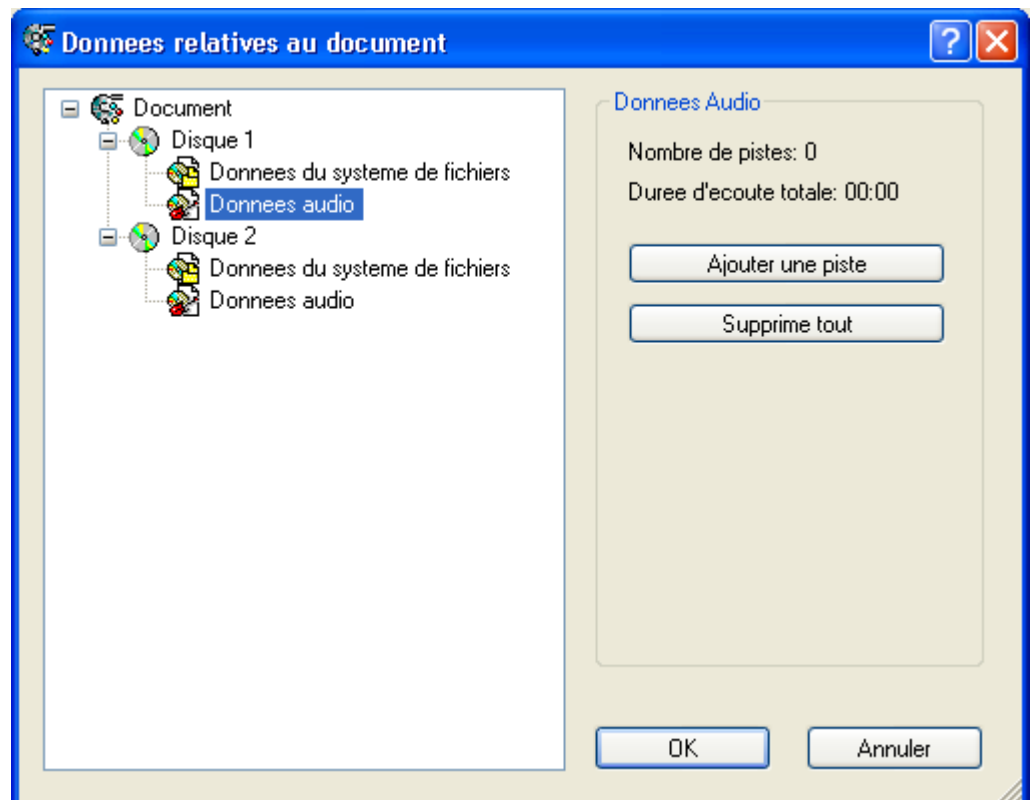 Donnees relatives au document
Document
Disque 1
Donnees du systeme de fichiers
Donnees audio
Disque 2
Donnees du systeme de fichiers
Donnees audio
Donnees Audio
Nombre de pistes: 0
Duree d'ecoute totale: 00:00
Ajouter une piste
Supprime tout
OK
Annuler